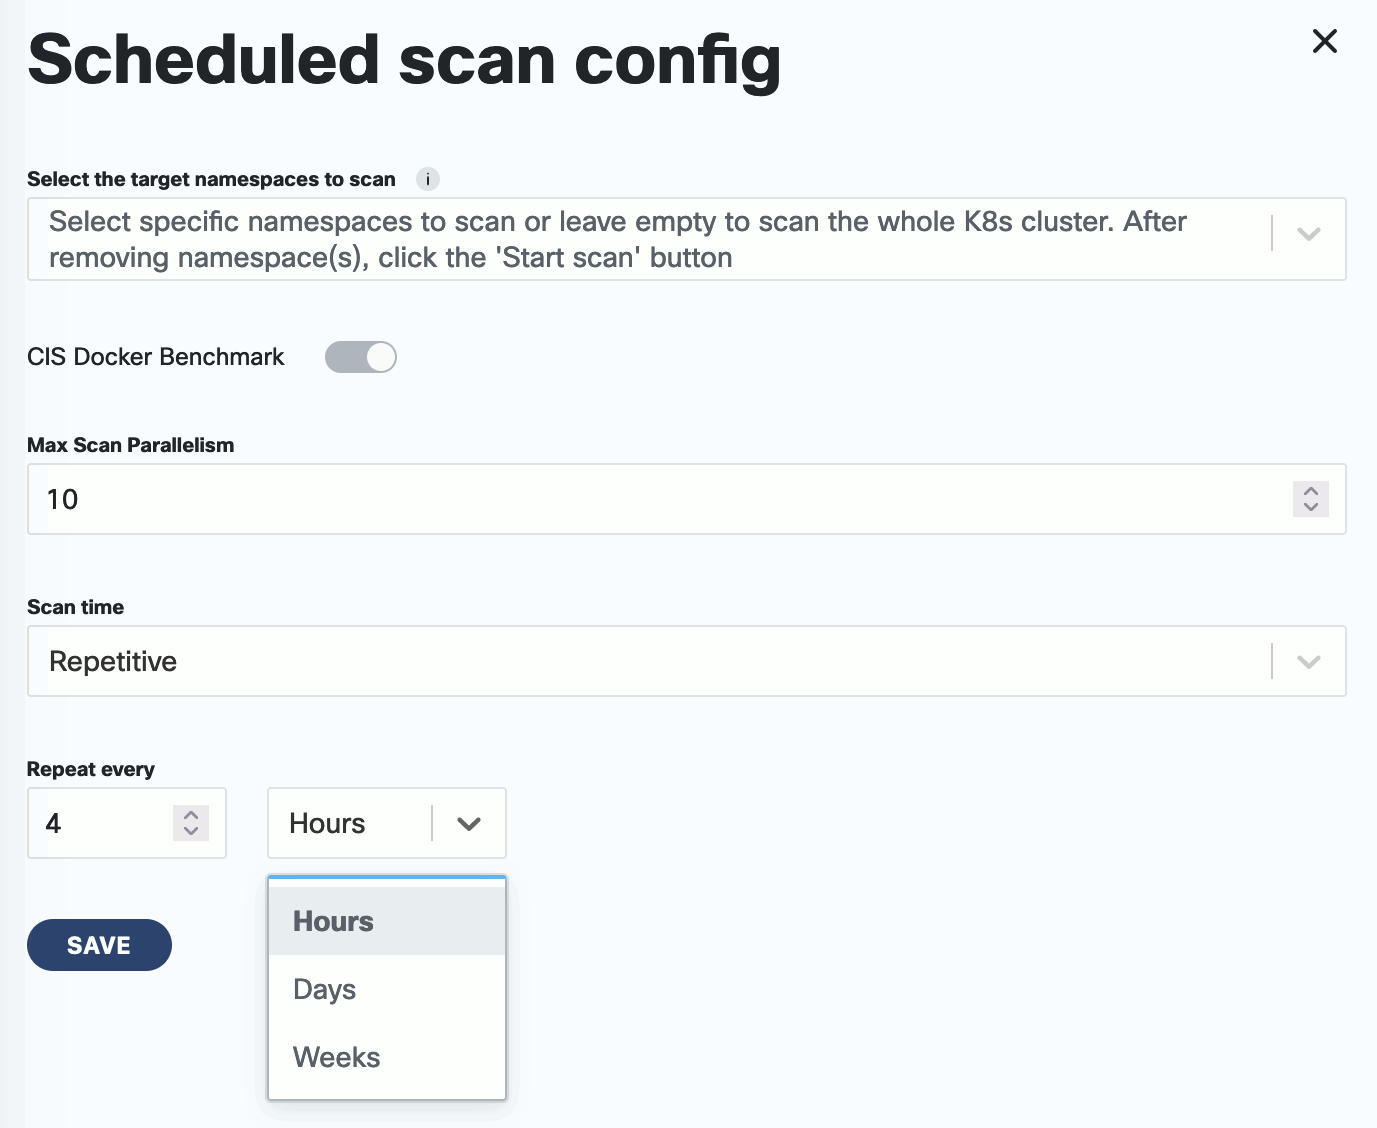 Scheduled scan config
Select the target namespaces to scan i
Select specific namespaces to scan or leave empty to scan the whole K8s cluster. After
removing namespace(s), click the 'Start scan' button
CIS Docker Benchmark
Max Scan Parallelism
10
Scan time
Repetitive
Repeat every
4 Hours
Hours
SAVE
Days
Weeks